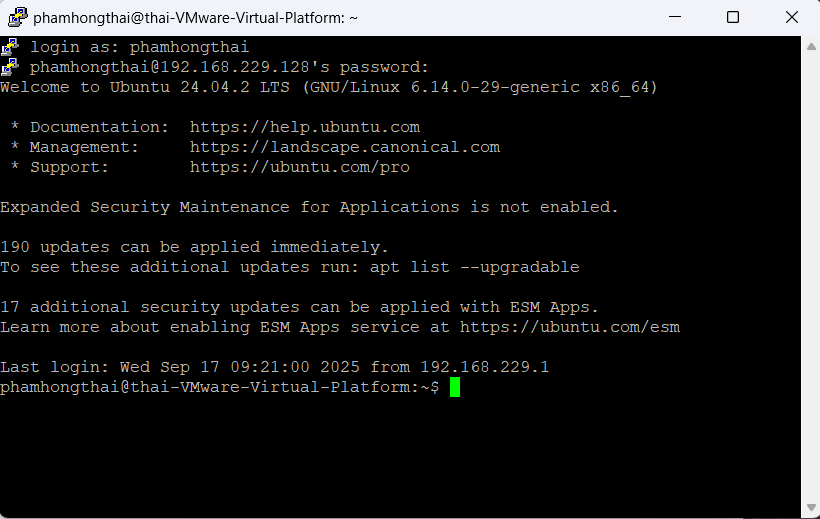 phamhongthai@thai-VMware-Virtual-Platform: ~
login as: phamhongthai
phamhongthai@192.168.229.128's password:
Welcome to Ubuntu 24.04.2 LTS (GNU/Linux 6.14.0-29-generic x86_64)
* Documentation:  https://help.ubuntu.com
* Management:     https://landscape.canonical.com
* Support:        https://ubuntu.com/pro
Expanded Security Maintenance for Applications is not enabled.
190 updates can be applied immediately.
To see these additional updates run: apt list --upgradable
17 additional security updates can be applied with ESM Apps.
Learn more about enabling ESM Apps service at https://ubuntu.com/esm
Last login: Wed Sep 17 09:21:00 2025 from 192.168.229.1
phamhongthai@thai-VMware-Virtual-Platform:~$